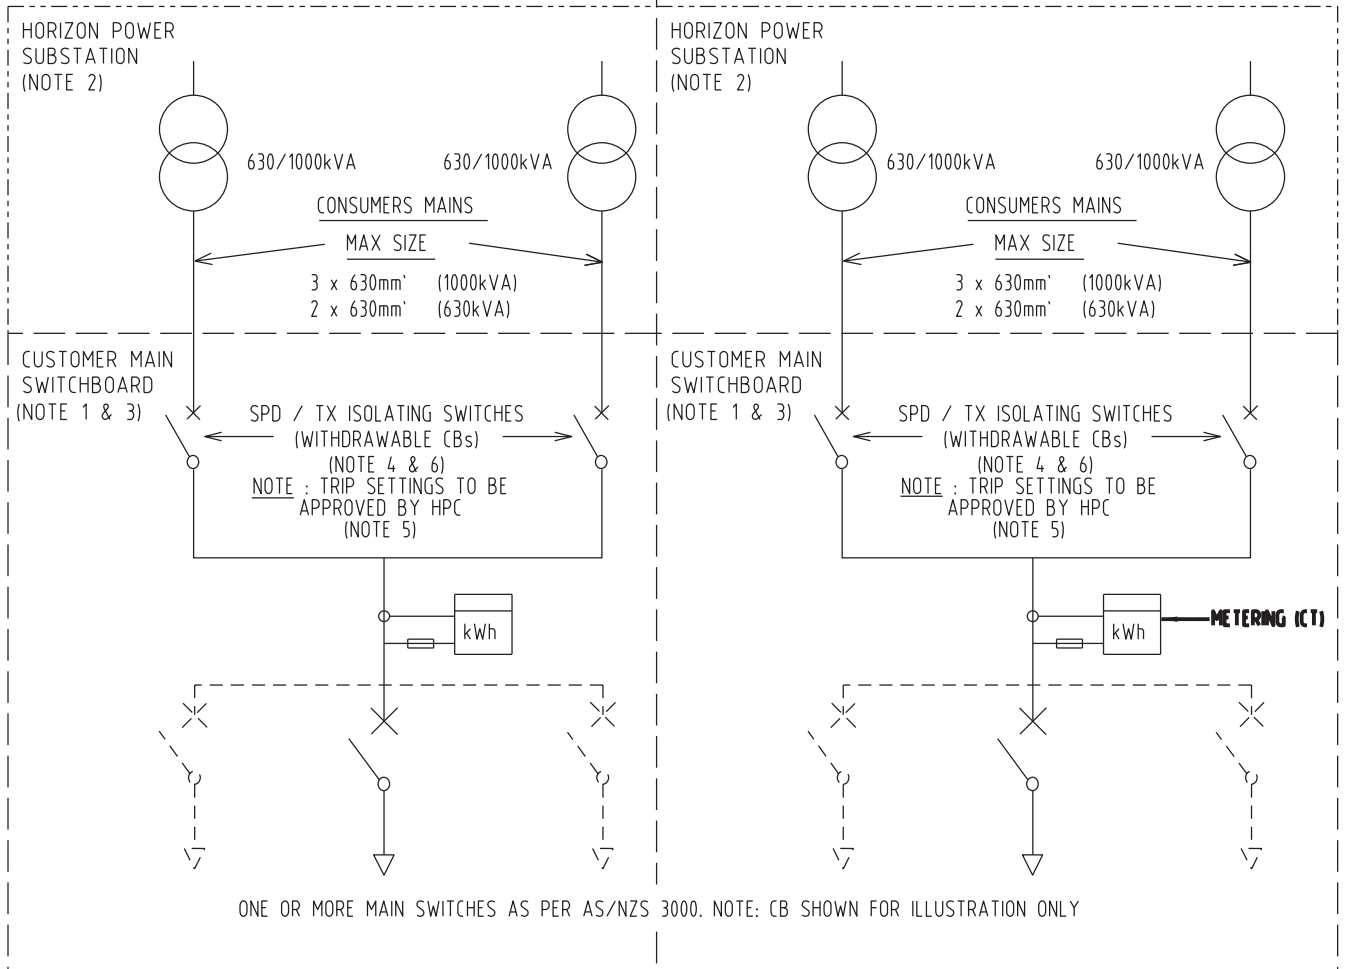 HORIZON POWER
SUBSTATION
(NOTE 2)
630/1000kVA
630/1000kVA
CONSUMERS MAINS
MAX SIZE
3 x 630mm' (1000kVA)
2 x 630mm' (630kVA)
CUSTOMER MAIN
SWITCHBOARD
(NOTE 1 & 3)
SPD / TX ISOLATING SWITCHES
(WITHDRAWABLE CBs)
(NOTE 4 & 6)
NOTE : TRIP SETTINGS TO BE
APPROVED BY HPC
(NOTE 5)
kWh
HORIZON POWER
SUBSTATION
(NOTE 2)
630/1000kVA
630/1000kVA
CONSUMERS MAINS
MAX SIZE
3 x 630mm' (1000kVA)
2 x 630mm' (630kVA)
CUSTOMER MAIN
SWITCHBOARD
(NOTE 1 & 3)
SPD / TX ISOLATING SWITCHES
(WITHDRAWABLE CBs)
(NOTE 4 & 6)
NOTE : TRIP SETTINGS TO BE
APPROVED BY HPC
(NOTE 5)
kWh
METERING (CT)
ONE OR MORE MAIN SWITCHES AS PER AS/NZS 3000. NOTE: CB SHOWN FOR ILLUSTRATION ONLY